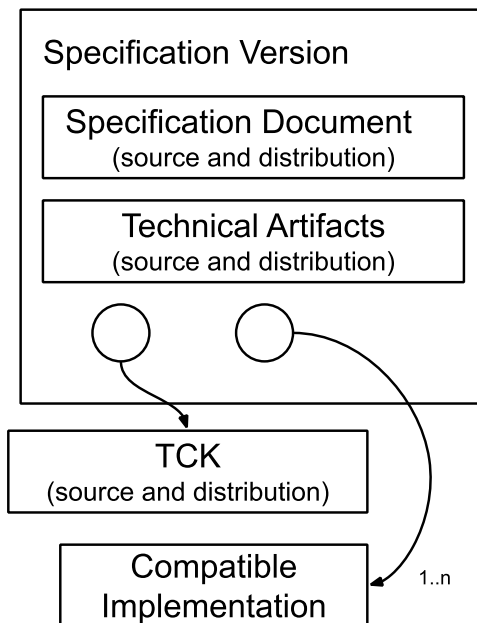 Specification Version
Specification Document
(source and distribution)
Technical Artifacts
(source and distribution)
TCK
(source and distribution)
Compatible
Implementation
1..n